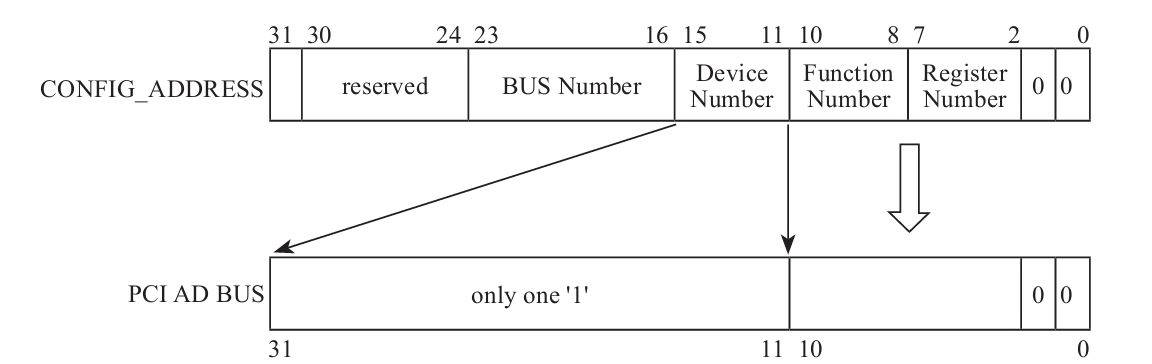 31 30 24 23 16 15 11 10 8 7 2 0
CONFIG_ADDRESS
reserved
BUS Number
Device
Number
Function
Number
Register
Number
0
0
PCI AD BUS
only one '1'
0
0
31 11 10 0